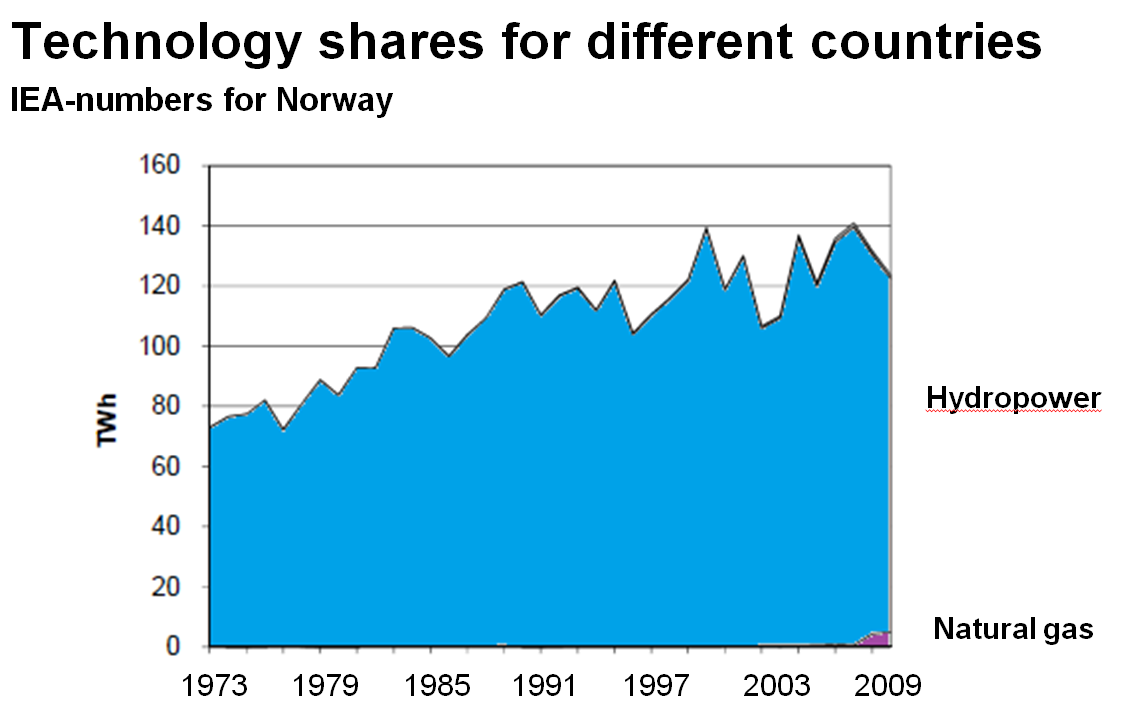 Technology shares for different countries
IEA-numbers for Norway
160
140
120
100
80
60
40
20
0
TWh
Hydropower
Natural gas
1973 1979 1985 1991 1997 2003 2009